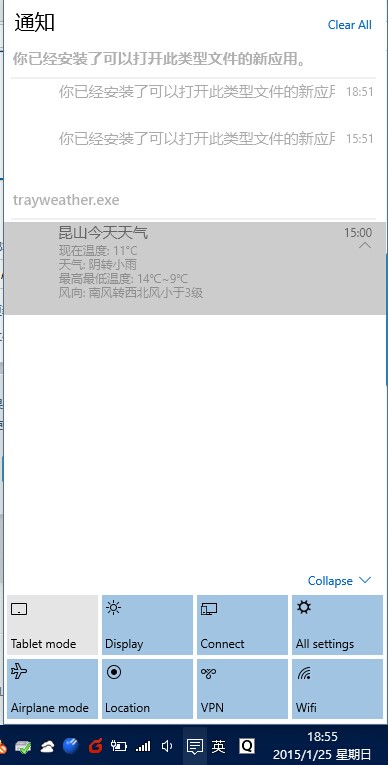 通知 Clear All
你已经安装了可以打开此类型文件的新应用。
你已经安装了可以打开此类型文件的新应用 18:51
你已经安装了可以打开此类型文件的新应用 15:51
trayweather.exe
昆山今天天气 15:00
现在温度: 11°C
天气: 阴转小雨
最高最低温度: 14°C~9°C
风向: 南风转西北风小于3级
Collapse
Tablet mode Display Connect All settings
Airplane mode Location VPN Wifi
英 Q 18:55
2015/1/25 星期日